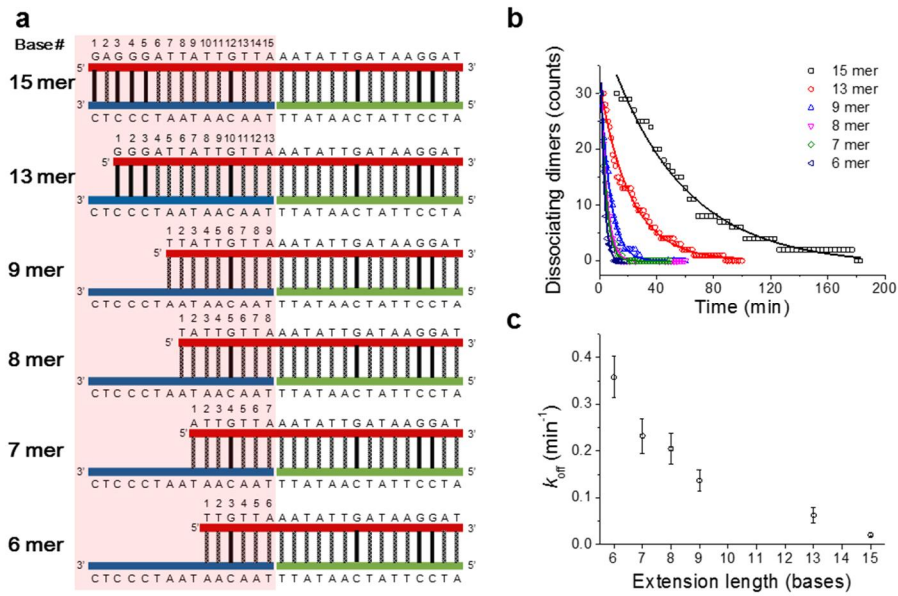 a
Base# 1 2 3 4 5 6 7 8 9 10 11 12 13 14 15
G A G G G A T T A T T G T T A A A T A T T G A T A A G G A T
15 mer
5' 3'
3' 5'
C T C C C T A A T A A C A A T T T A T A A C T A T T C C T A
1 2 3 4 5 6 7 8 9 10 11 12 13
G G G A T T A T T G T T A A A T A T T G A T A A G G A T
13 mer
5' 3'
3' 5'
C T C C C T A A T A A C A A T T T A T A A C T A T T C C T A
1 2 3 4 5 6 7 8 9
T T A T T G T T A A A T A T T G A T A A G G A T
9 mer
5' 3'
3' 5'
C T C C C T A A T A A C A A T T T A T A A C T A T T C C T A
1 2 3 4 5 6 7 8
T A T T G T T A A A T A T T G A T A A G G A T
8 mer
5' 3'
3' 5'
C T C C C T A A T A A C A A T T T A T A A C T A T T C C T A
1 2 3 4 5 6 7
A T T G T T A A A T A T T G A T A A G G A T
7 mer
5' 3'
3' 5'
C T C C C T A A T A A C A A T T T A T A A C T A T T C C T A
1 2 3 4 5 6
T T G T T A A A T A T T G A T A A G G A T
6 mer
5' 3'
3' 5'
C T C C C T A A T A A C A A T T T A T A A C T A T T C C T A
b
Dissociating dimers (counts)
30
20
10
0
0 40 80 120 160 200
Time (min)
15 mer
13 mer
9 mer
8 mer
7 mer
6 mer
c
koff (min⁻¹)
0.4
0.3
0.2
0.1
0.0
6 7 8 9 10 11 12 13 14 15
Extension length (bases)